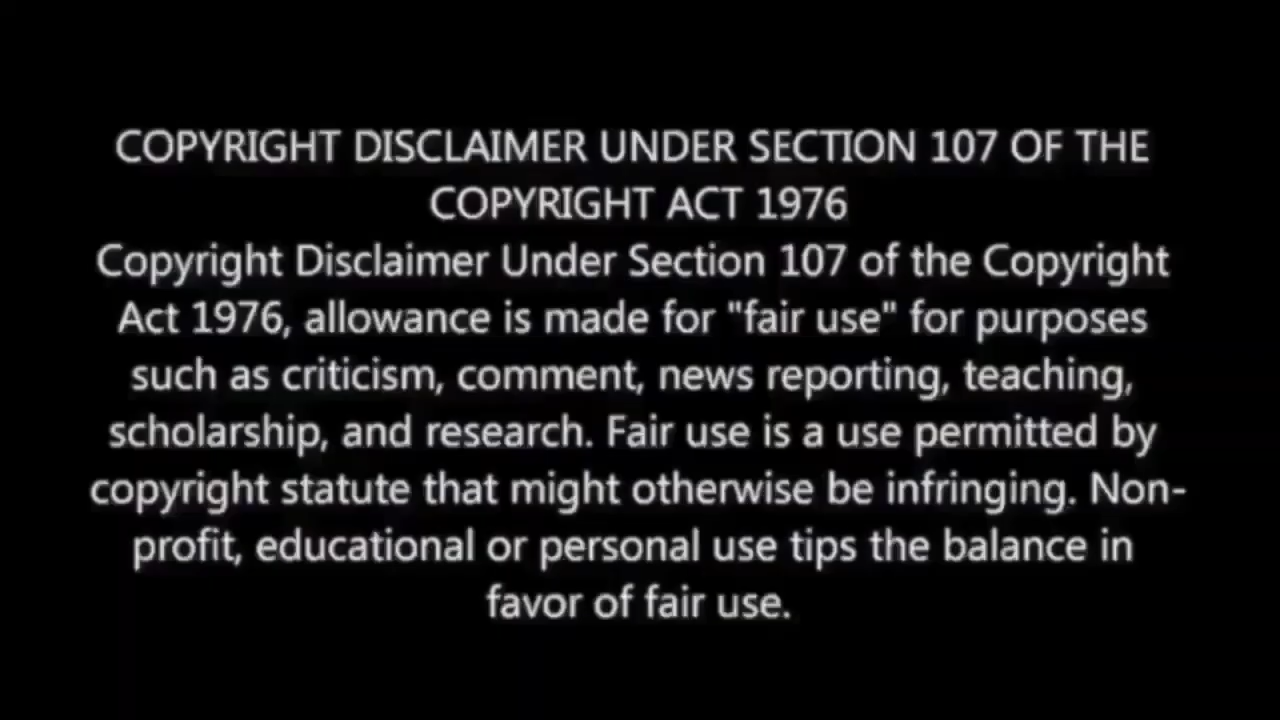 COPYRIGHT DISCLAIMER UNDER SECTION 107 OF THE
COPYRIGHT ACT 1976
Copyright Disclaimer Under Section 107 of the Copyright
Act 1976, allowance is made for "fair use" for purposes
such as criticism, comment, news reporting, teaching,
scholarship, and research. Fair use is a use permitted by
copyright statute that might otherwise be infringing. Non-
profit, educational or personal use tips the balance in
favor of fair use.